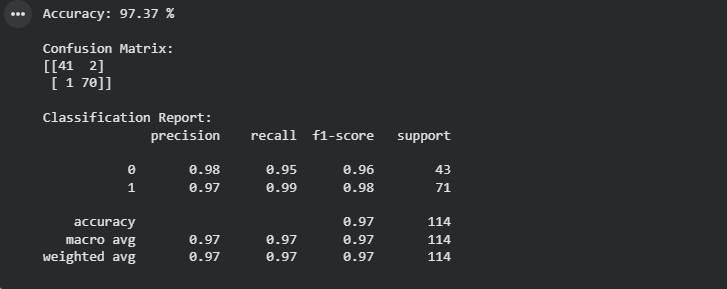 Accuracy: 97.37 %
Confusion Matrix:
[[41  2]
 [ 1 70]]
Classification Report:
              precision    recall  f1-score   support
           0       0.98      0.95      0.96        43
           1       0.97      0.99      0.98        71
    accuracy                           0.97       114
   macro avg       0.97      0.97      0.97       114
weighted avg       0.97      0.97      0.97       114